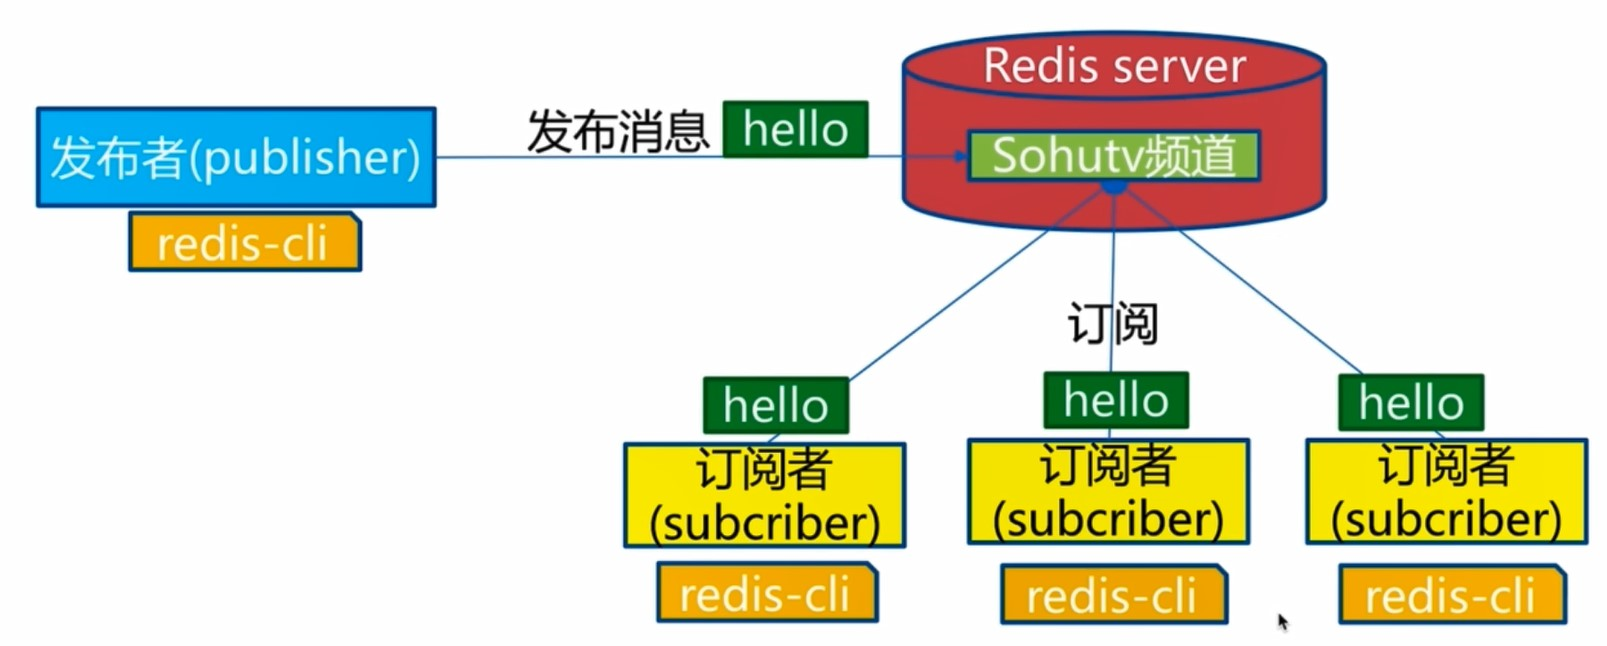 Redis server
发布消息
hello
发布者(publisher)
Sohutv频道
redis-cli
订阅
hello
hello
hello
订阅者
(subcriber)
订阅者
(subcriber)
订阅者
(subcriber)
redis-cli
redis-cli
redis-cli